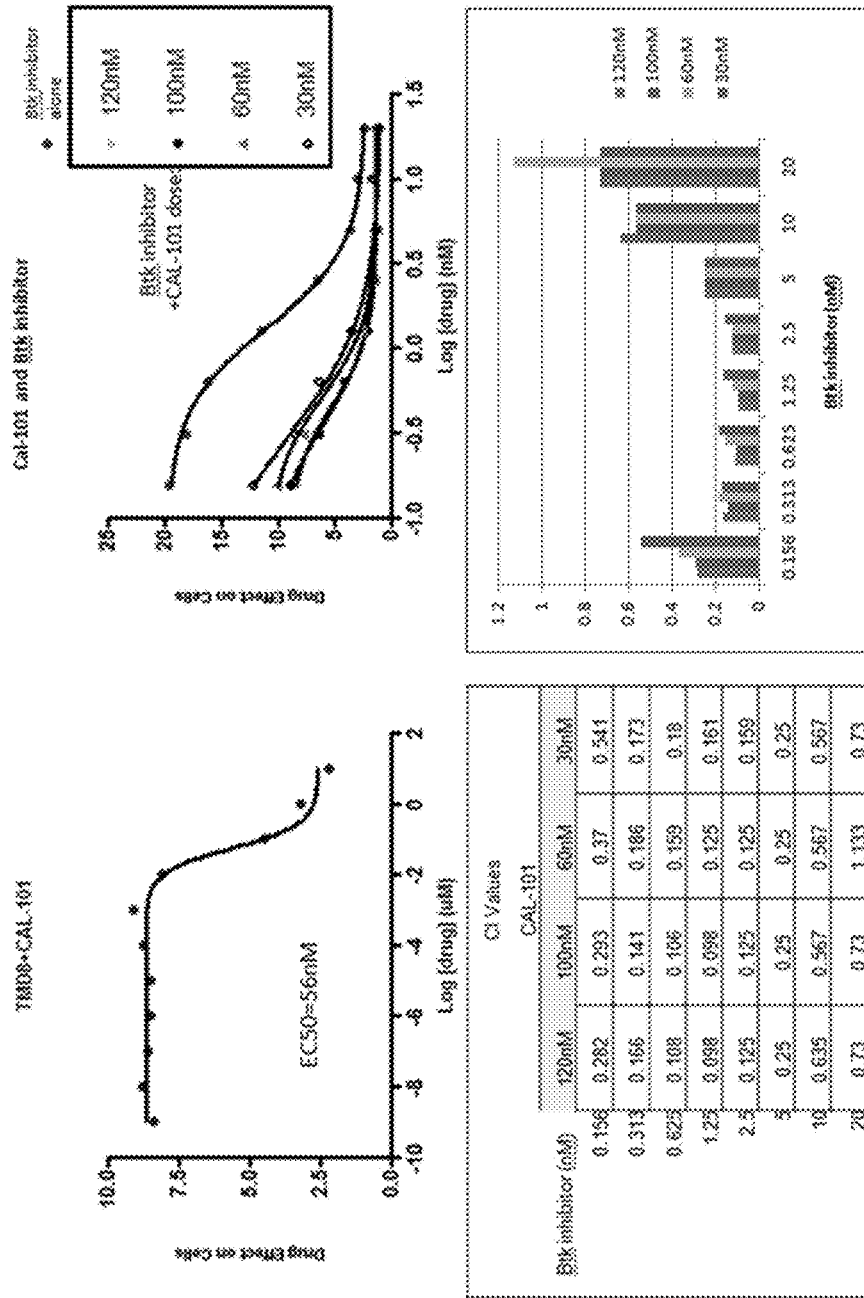 TMD8+CAL-101
Drug Effect on Cells
10.0
7.5
5.0
2.5
0.0
-10
-8
-6
-4
-2
0
2
Log [drug] (uM)
EC50=56nM
Cal-101 and Btk inhibitor
Drug Effect on Cells
25
20
15
10
5
0
-1.0
-0.5
0.0
0.5
1.0
1.5
Log [drug] (nM)
Btk inhibitor
alone
Btk inhibitor
+CAL-101 dose:
120nM
100nM
60nM
30nM
CI Values
CAL-101
Btk inhibitor (nM) 120nM 100nM 60nM 30nM
0.156 0.282 0.293 0.37 0.541
0.313 0.166 0.141 0.186 0.173
0.625 0.108 0.106 0.159 0.18
1.25 0.098 0.098 0.125 0.161
2.5 0.125 0.125 0.125 0.159
5 0.25 0.25 0.25 0.25
10 0.635 0.567 0.567 0.567
20 0.73 0.73 1.133 0.73
1.2
1
0.8
0.6
0.4
0.2
0
0.156
0.313
0.625
1.25
2.5
5
10
20
Btk inhibitor (nM)
120nM
100nM
60nM
30nM